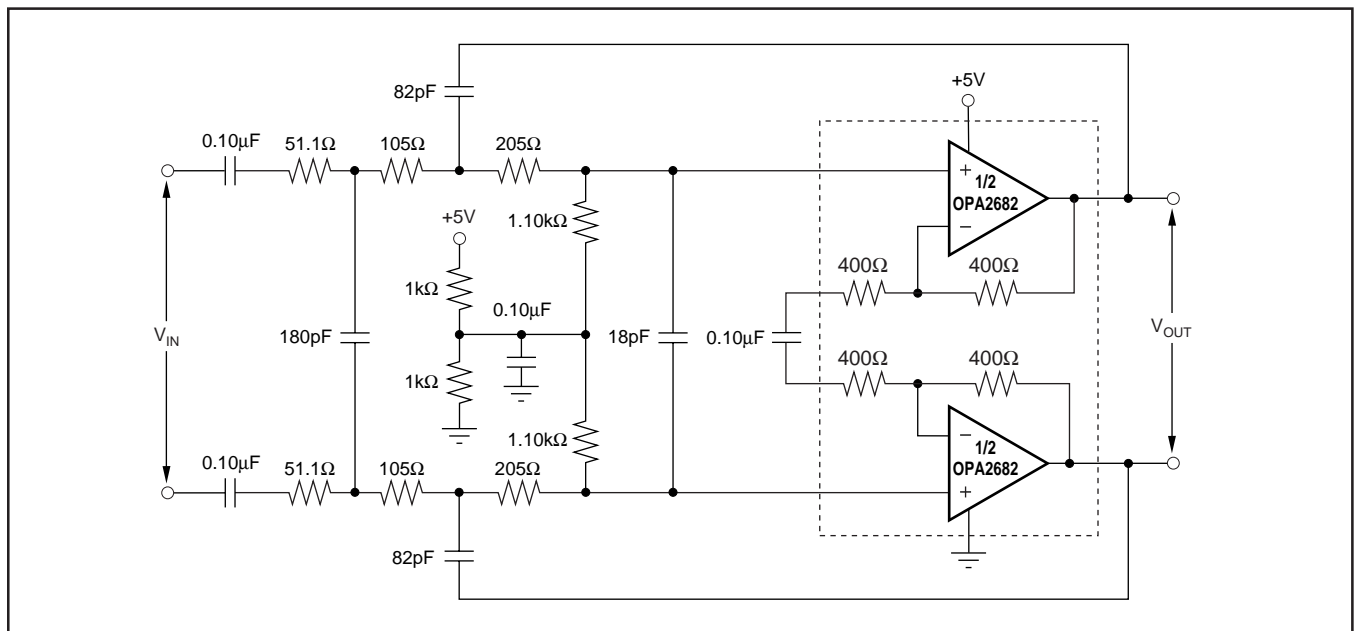 +5V
82pF
0.10µF
51.1Ω
105Ω
205Ω
+
1/2
OPA2682
–
1.10kΩ
+5V
400Ω
400Ω
1kΩ
0.10µF
V_IN
180pF
18pF
0.10µF
V_OUT
400Ω
400Ω
1kΩ
1.10kΩ
–
1/2
OPA2682
+
0.10µF
51.1Ω
105Ω
205Ω
82pF